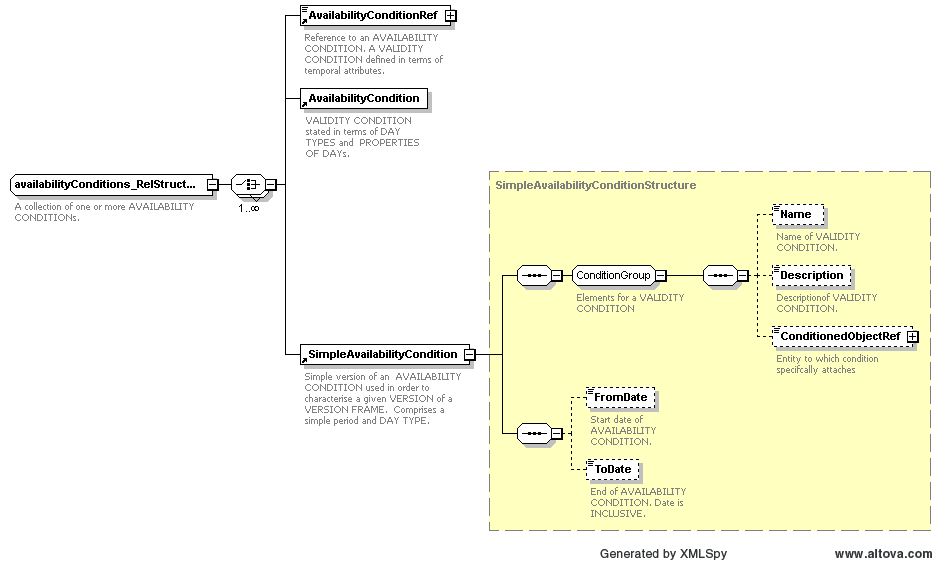 AvailabilityConditionRef
Reference to an AVAILABILITY
CONDITION. A VALIDITY
CONDITION defined in terms of
temporal attributes.
AvailabilityCondition
VALIDITY CONDITION
stated in terms of DAY
TYPES and PROPERTIES
OF DAYs.
availabilityConditions_RelStruct...
A collection of one or more AVAILABILITY
CONDITIONs.
1..∞
SimpleAvailabilityConditionStructure
Name
Name of VALIDITY
CONDITION.
ConditionGroup
Elements for a VALIDITY
CONDITION
Description
Descriptionof VALIDITY
CONDITION.
ConditionedObjectRef
Entity to which condition
specifcally attaches
SimpleAvailabilityCondition
Simple version of an AVAILABILITY
CONDITION used in order to
characterise a given VERSION of a
VERSION FRAME. Comprises a
simple period and DAY TYPE.
FromDate
Start date of
AVAILABILITY
CONDITION.
ToDate
End of AVAILABILITY
CONDITION. Date is
INCLUSIVE.
Generated by XMLSpy
www.altova.com